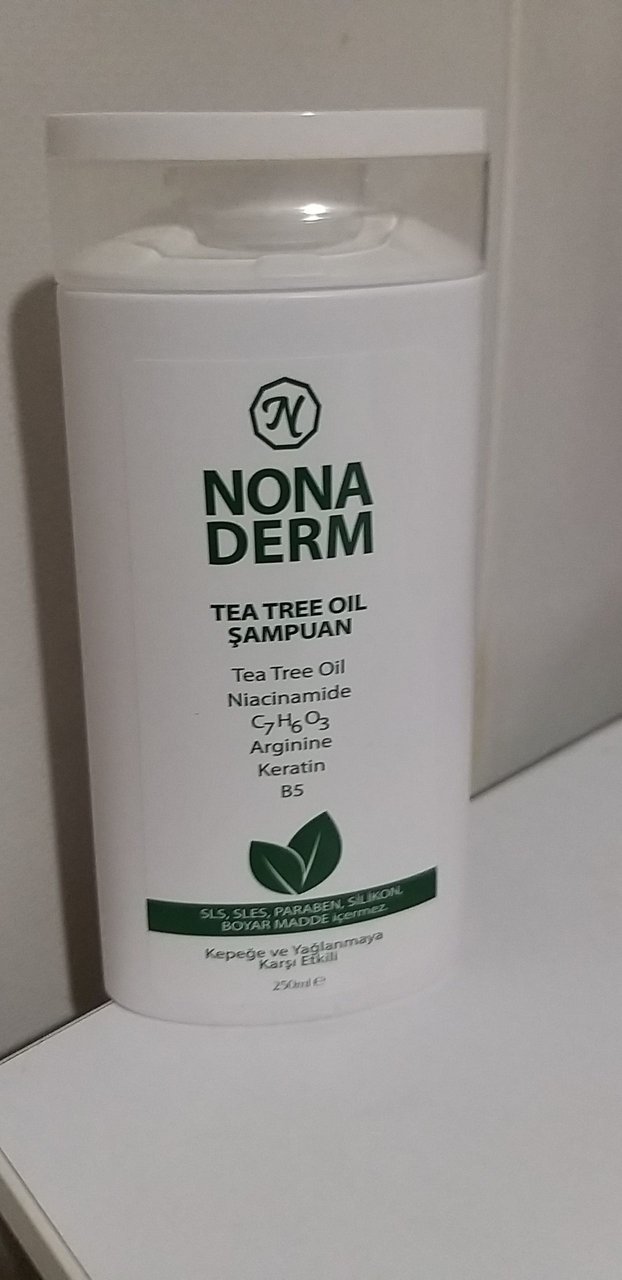 N
NONA
DERM
TEA TREE OIL
ŞAMPUAN
Tea Tree Oil
Niacinamide
C7H6O3
Arginine
Keratin
B5
SLS, SLES, PARABEN, SİLİKON,
BOYAR MADDE içermez.
Kepeğe ve Yağlanmaya
Karşı Etkili
250ml ℮